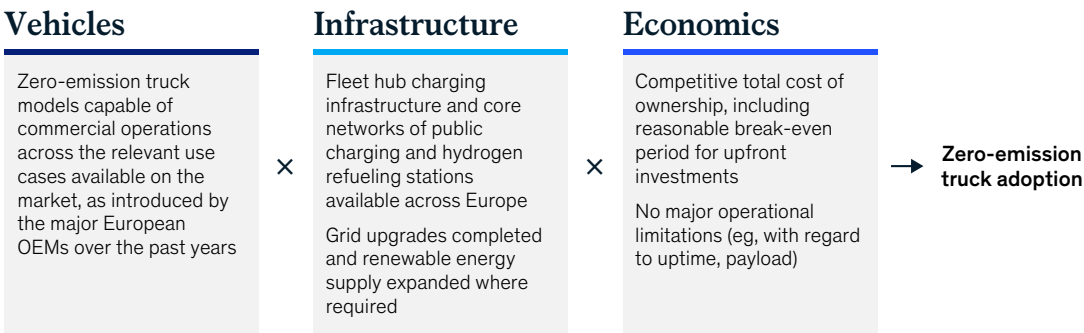 Vehicles
Zero-emission truck
models capable of
commercial operations
across the relevant use
cases available on the
market, as introduced by
the major European
OEMs over the past years
×
Infrastructure
Fleet hub charging
infrastructure and core
networks of public
charging and hydrogen
refueling stations
available across Europe
Grid upgrades completed
and renewable energy
supply expanded where
required
×
Economics
Competitive total cost of
ownership, including
reasonable break-even
period for upfront
investments
No major operational
limitations (eg, with regard
to uptime, payload)
→
Zero-emission
truck adoption